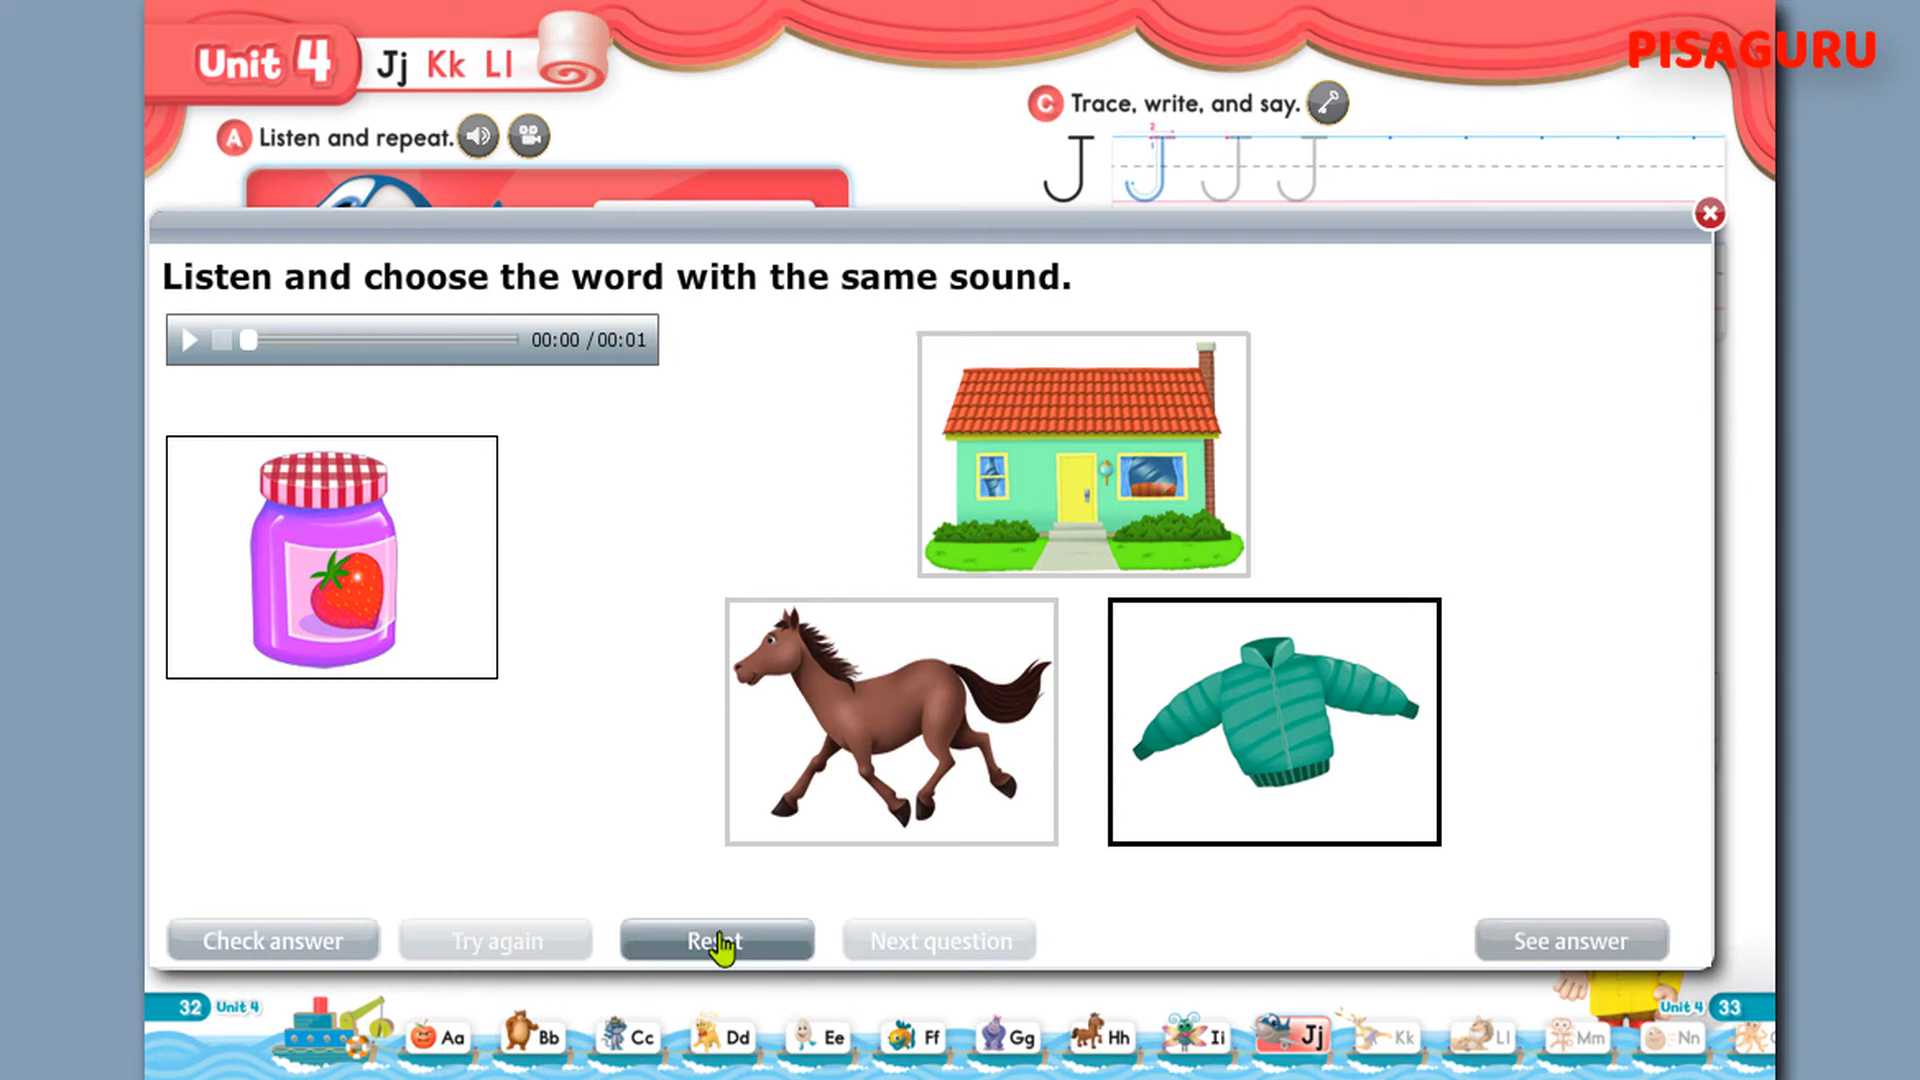 PISAGURU
Unit 4 Jj Kk Ll
A Listen and repeat.
C Trace, write, and say.
J J J J
Listen and choose the word with the same sound.
00:00 / 00:01
Check answer
Try again
Reset
Next question
See answer
32 Unit 4
Unit 4 33
Aa Bb Cc Dd Ee Ff Gg Hh Ii Jj Kk Ll Mm Nn